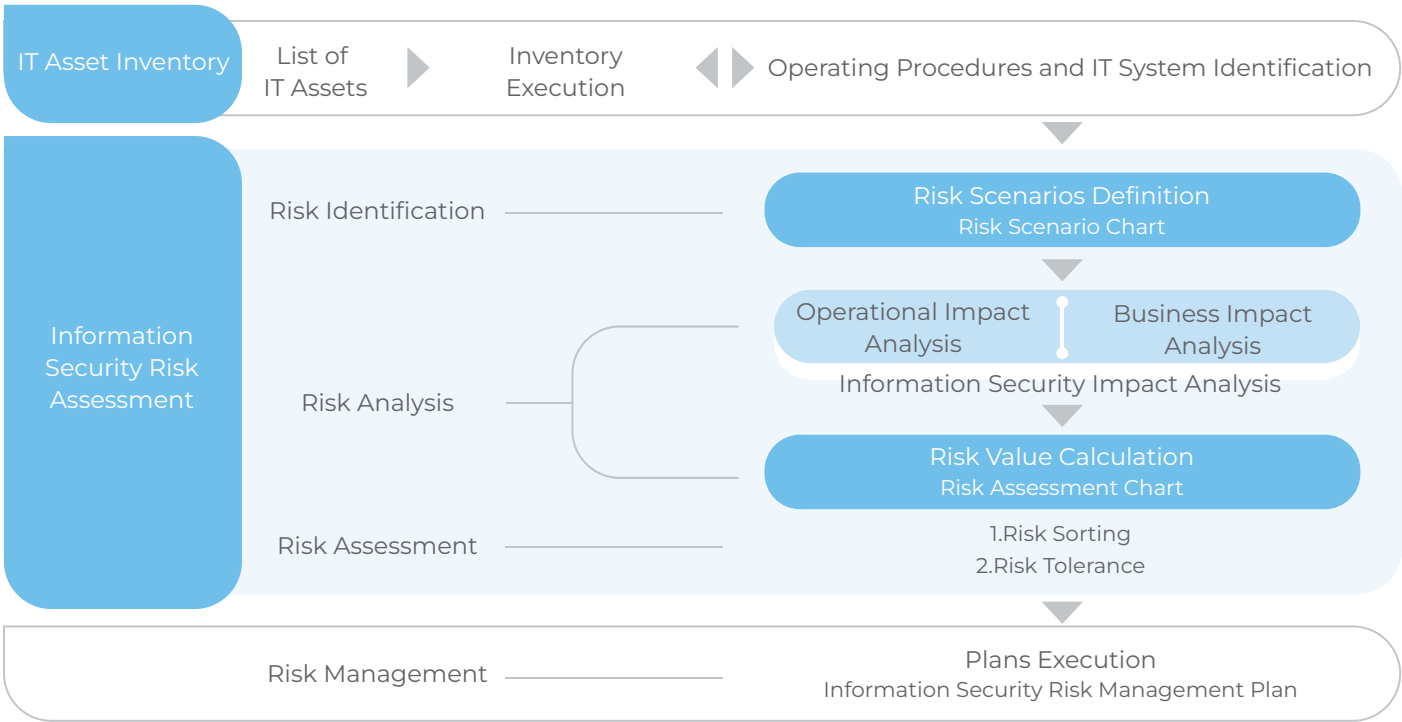 IT Asset Inventory
List of
IT Assets
Inventory
Execution
Operating Procedures and IT System Identification
Information
Security Risk
Assessment
Risk Identification
Risk Scenarios Definition
Risk Scenario Chart
Risk Analysis
Operational Impact
Analysis
Business Impact
Analysis
Information Security Impact Analysis
Risk Value Calculation
Risk Assessment Chart
Risk Assessment
1.Risk Sorting
2.Risk Tolerance
Risk Management
Plans Execution
Information Security Risk Management Plan